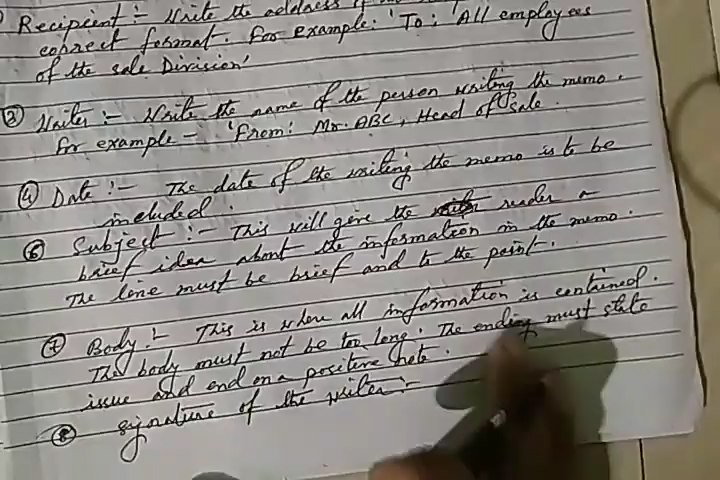 Recipient :- Write the address
correct format. For example: 'To: All employees
of the sale Division'
③ Writer :- Write the name of the person writing the memo.
For example - 'From: Mr. ABC, Head of Sale.
④ Date :- The date of the writing the memo is to be
included.
⑥ Subject :- This will give the reader a
brief idea about the information in the memo.
The line must be brief and to the point.
⑦ Body :- This is where all information is contained.
The body must not be too long. The ending must state
issue and end on a positive note.
⑧ signature of the writer :-